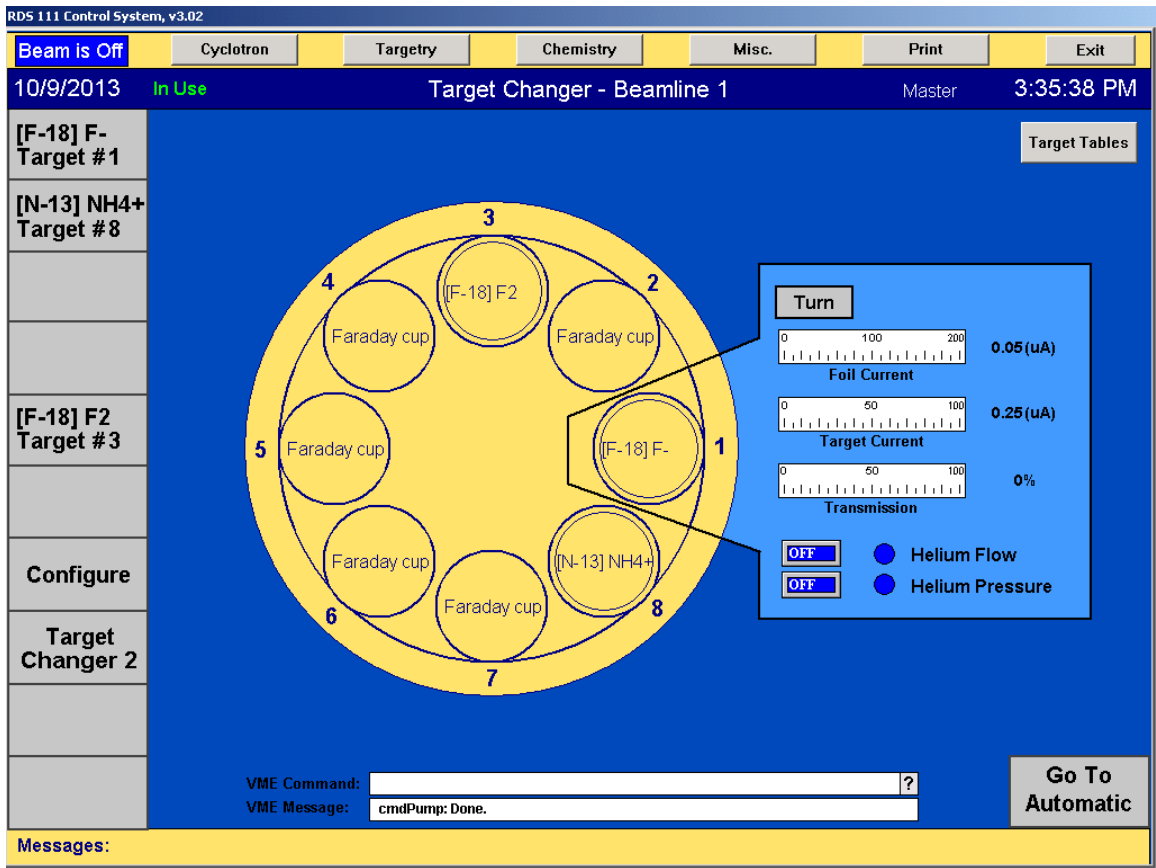 RDS 111 Control System, v3.02
Beam is Off
Cyclotron
Targetry
Chemistry
Misc.
Print
Exit
10/9/2013
In Use
Target Changer - Beamline 1
Master
3:35:38 PM
[F-18] F-
Target #1
[N-13] NH4+
Target #8
[F-18] F2
Target #3
Configure
Target
Changer 2
Target Tables
3
4
2
[F-18] F2
Faraday cup
Faraday cup
5
Faraday cup
[F-18] F-
1
Faraday cup
[N-13] NH4+
6
Faraday cup
8
7
Turn
0 100 200
0.05(uA)
Foil Current
0 50 100
0.25(uA)
Target Current
0 50 100
0%
Transmission
OFF
Helium Flow
OFF
Helium Pressure
VME Command:
?
VME Message:
cmdPump: Done.
Go To
Automatic
Messages: